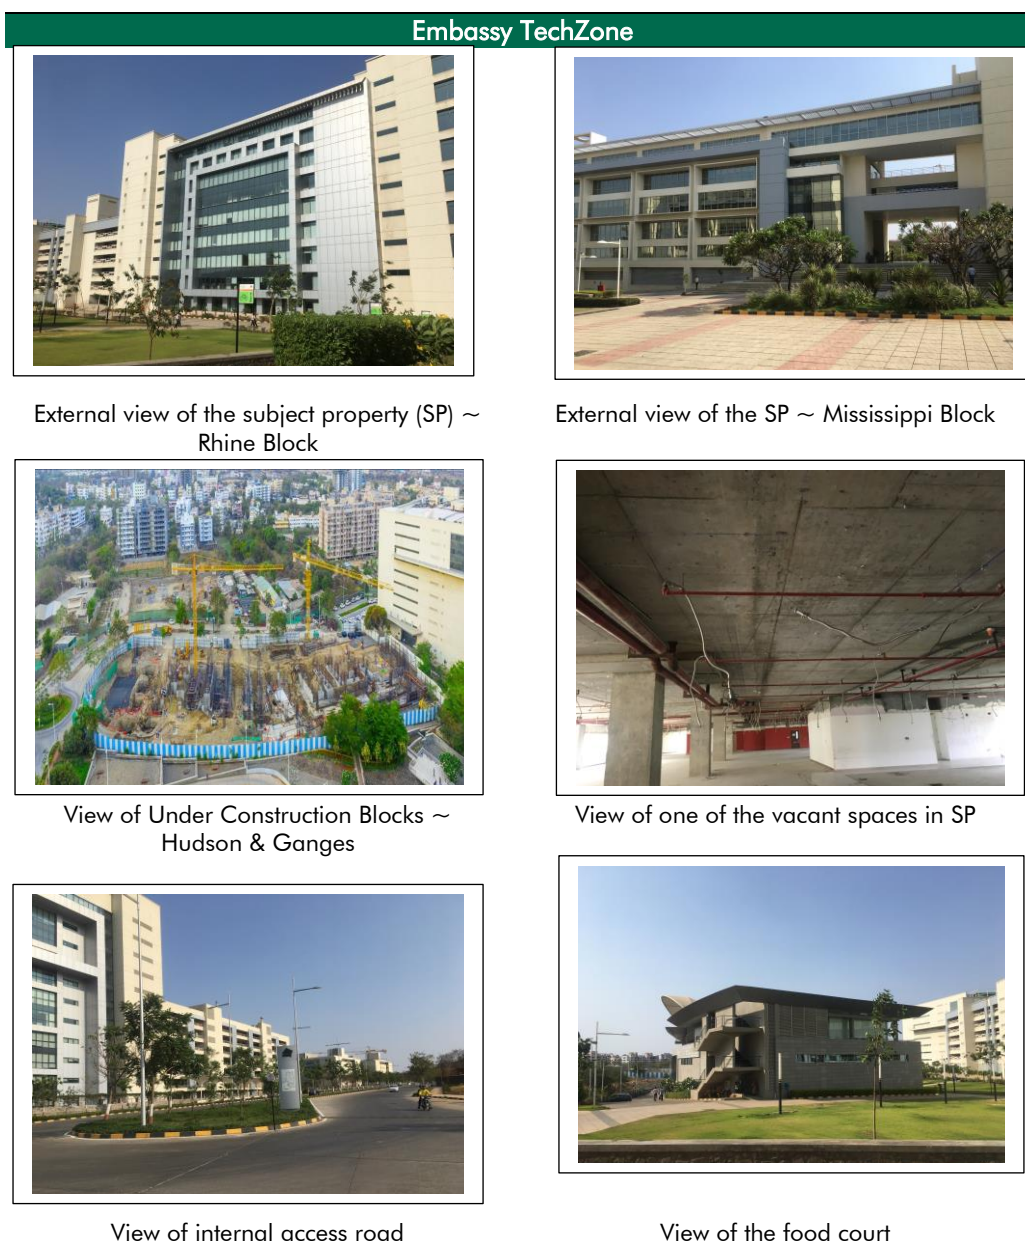 Embassy TechZone
External view of the subject property (SP) ~
Rhine Block
External view of the SP ~ Mississippi Block
View of Under Construction Blocks ~
Hudson & Ganges
View of one of the vacant spaces in SP
View of internal access road
View of the food court